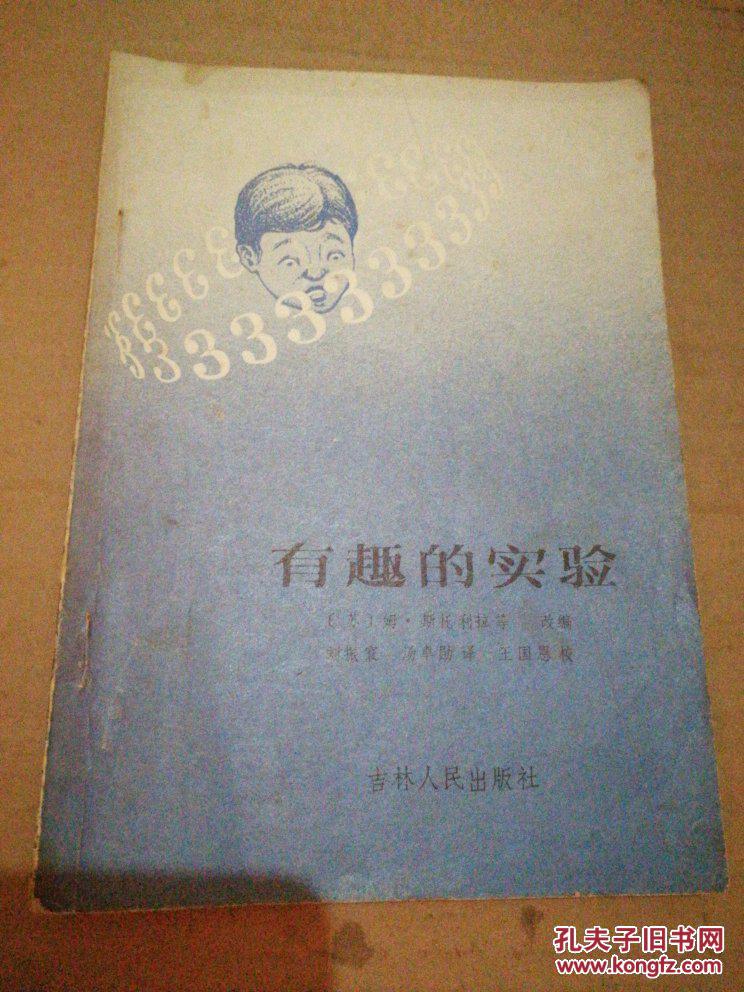 3333333333
有趣的实验
〔苏〕姆·斯托利拉等 改编
刘振寰 汤卓勋译 王国恩校
吉林人民出版社
孔夫子旧书网
www.kongfz.com